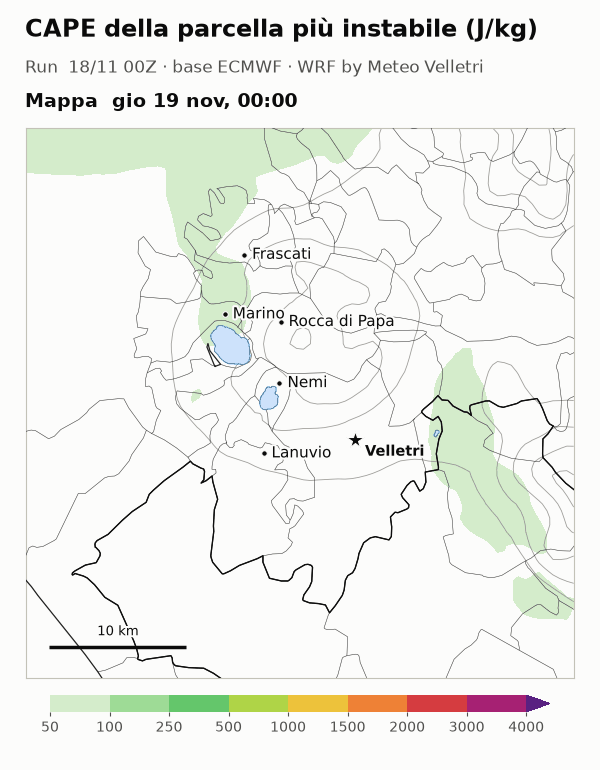 CAPE della parcella più instabile (J/kg)
Run  18/11 00Z · base ECMWF · WRF by Meteo Velletri
Mappa  gio 19 nov, 00:00
Frascati
Marino
Rocca di Papa
Nemi
Velletri
Lanuvio
10 km
50 100 250 500 1000 1500 2000 3000 4000